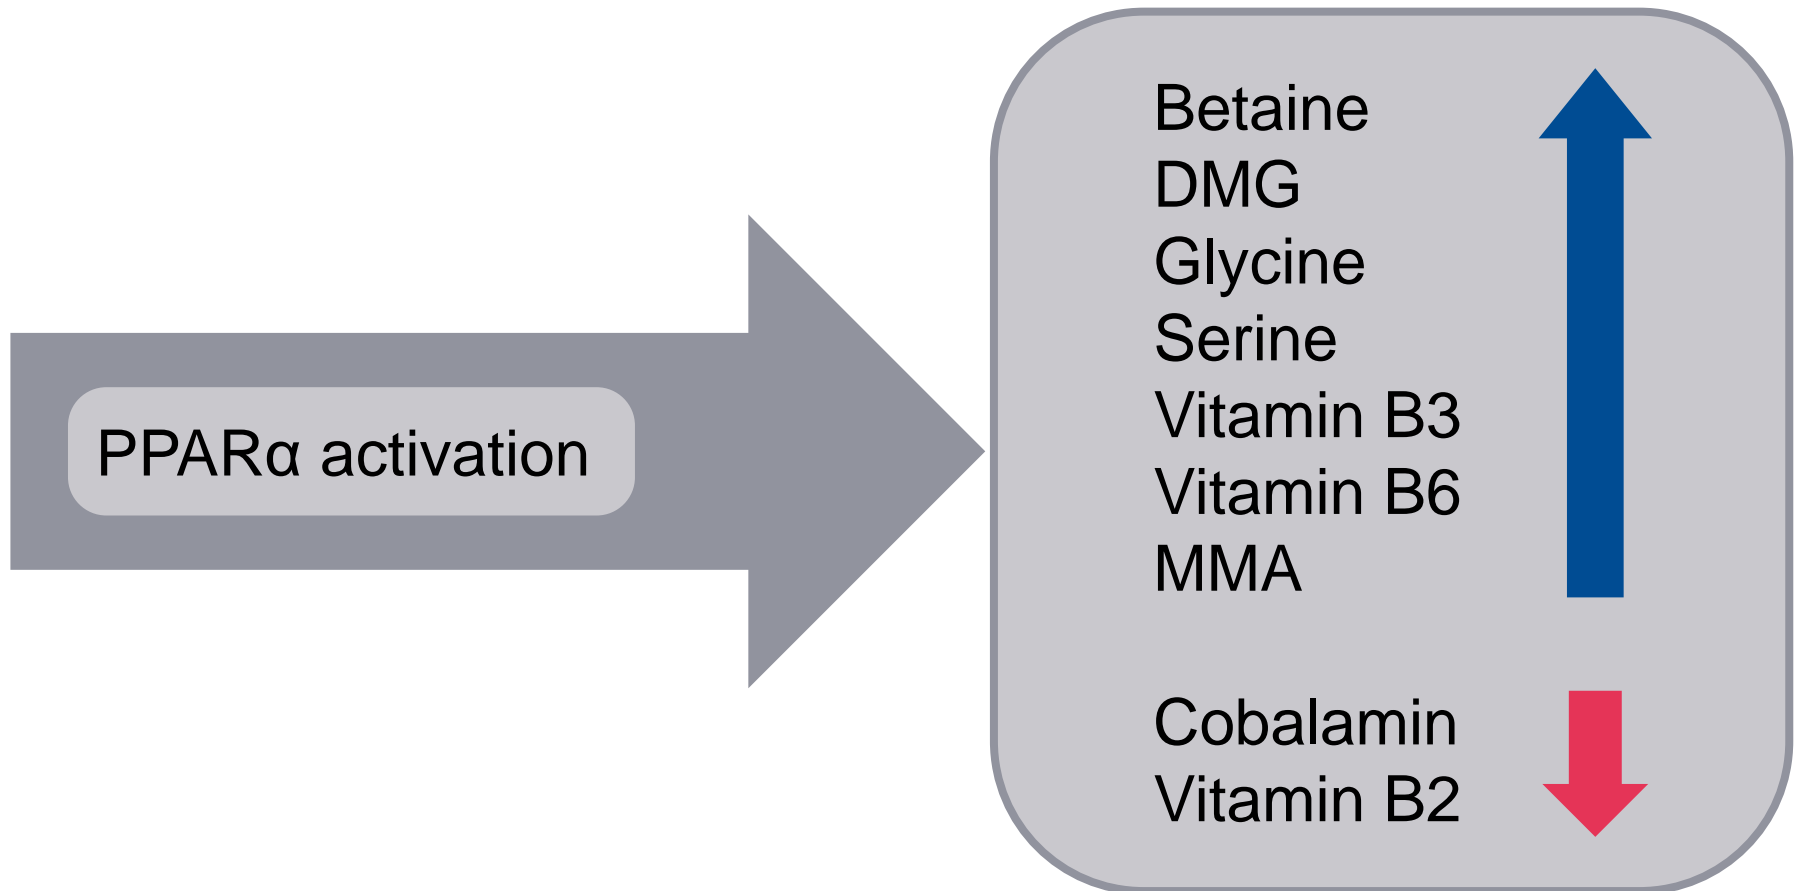 PPARα activation
Betaine
DMG
Glycine
Serine
Vitamin B3
Vitamin B6
MMA
Cobalamin
Vitamin B2